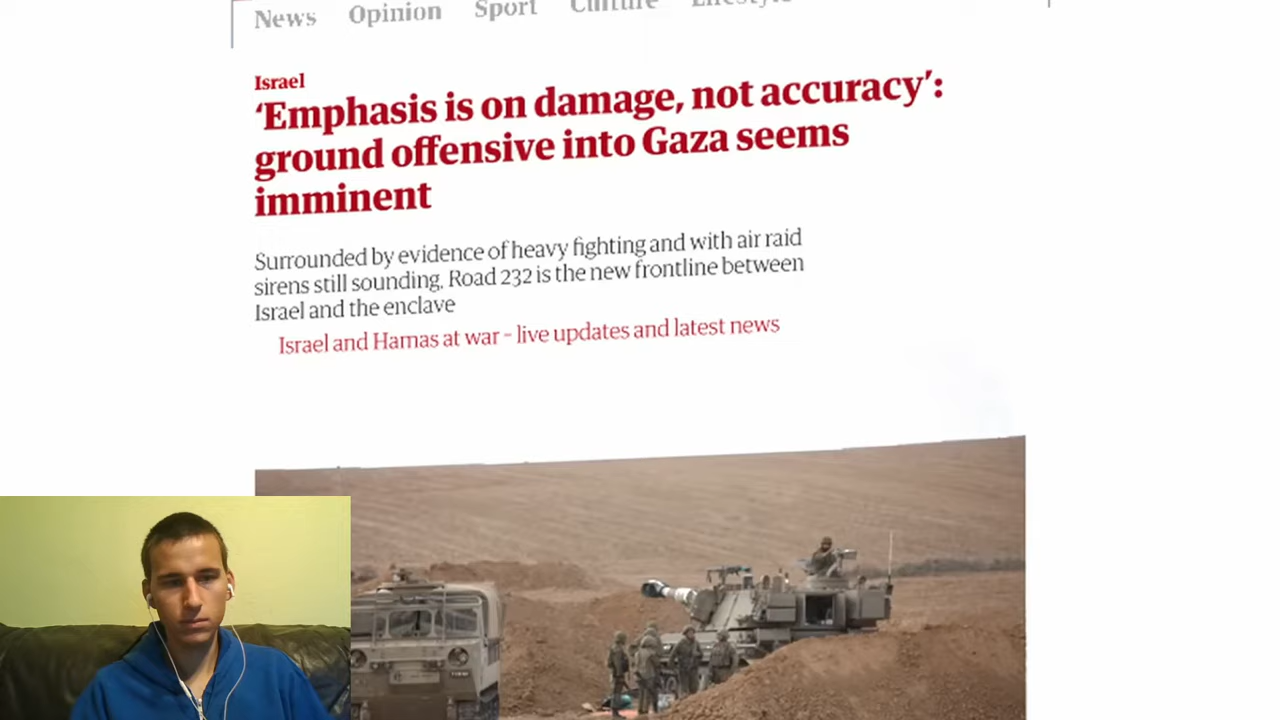 News Opinion Sport Culture Lifestyle
Israel
‘Emphasis is on damage, not accuracy’:
ground offensive into Gaza seems
imminent
Surrounded by evidence of heavy fighting and with air raid
sirens still sounding, Road 232 is the new frontline between
Israel and the enclave
Israel and Hamas at war – live updates and latest news